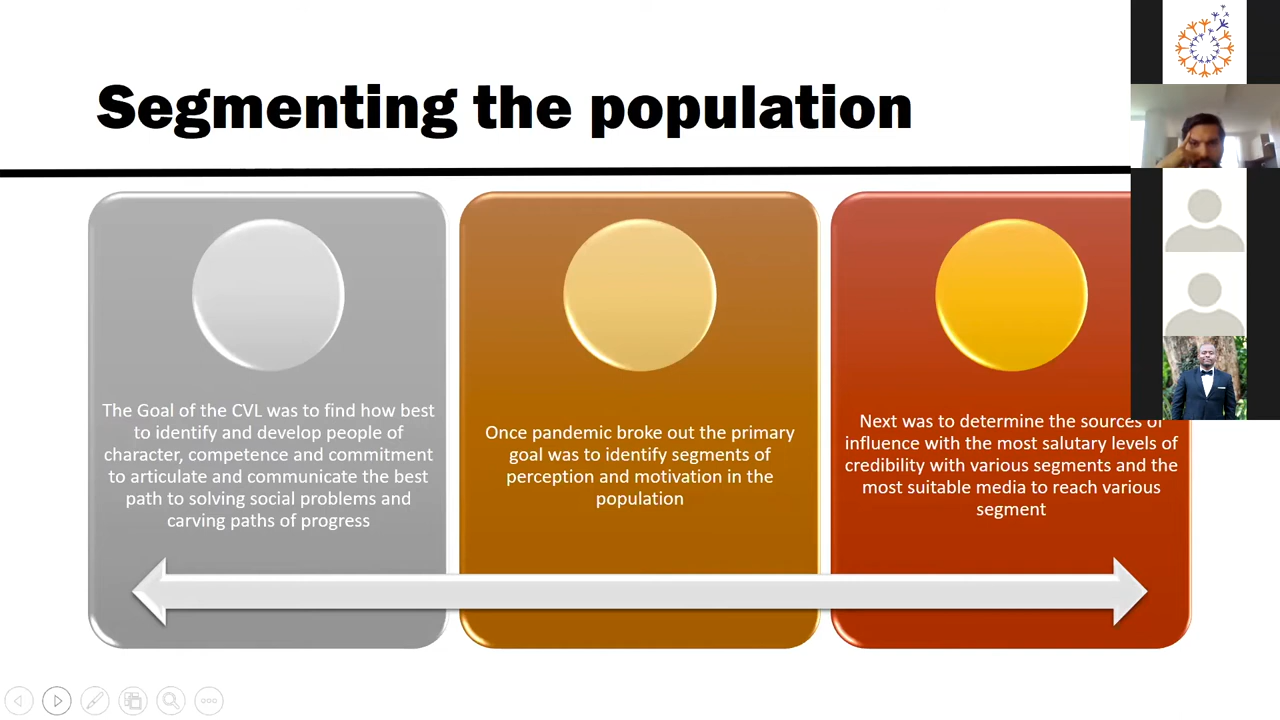 Segmenting the population
The Goal of the CVL was to find how best
to identify and develop people of
character, competence and commitment
to articulate and communicate the best
path to solving social problems and
carving paths of progress
Once pandemic broke out the primary
goal was to identify segments of
perception and motivation in the
population
Next was to determine the sources of
influence with the most salutary levels of
credibility with various segments and the
most suitable media to reach various
segment